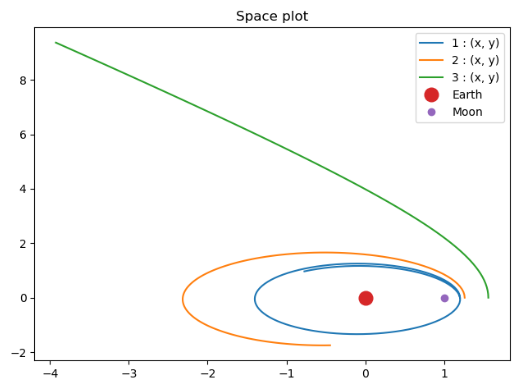 Space plot
1 : (x, y)
2 : (x, y)
3 : (x, y)
Earth
Moon
8
6
4
2
0
−2
−4 −3 −2 −1 0 1